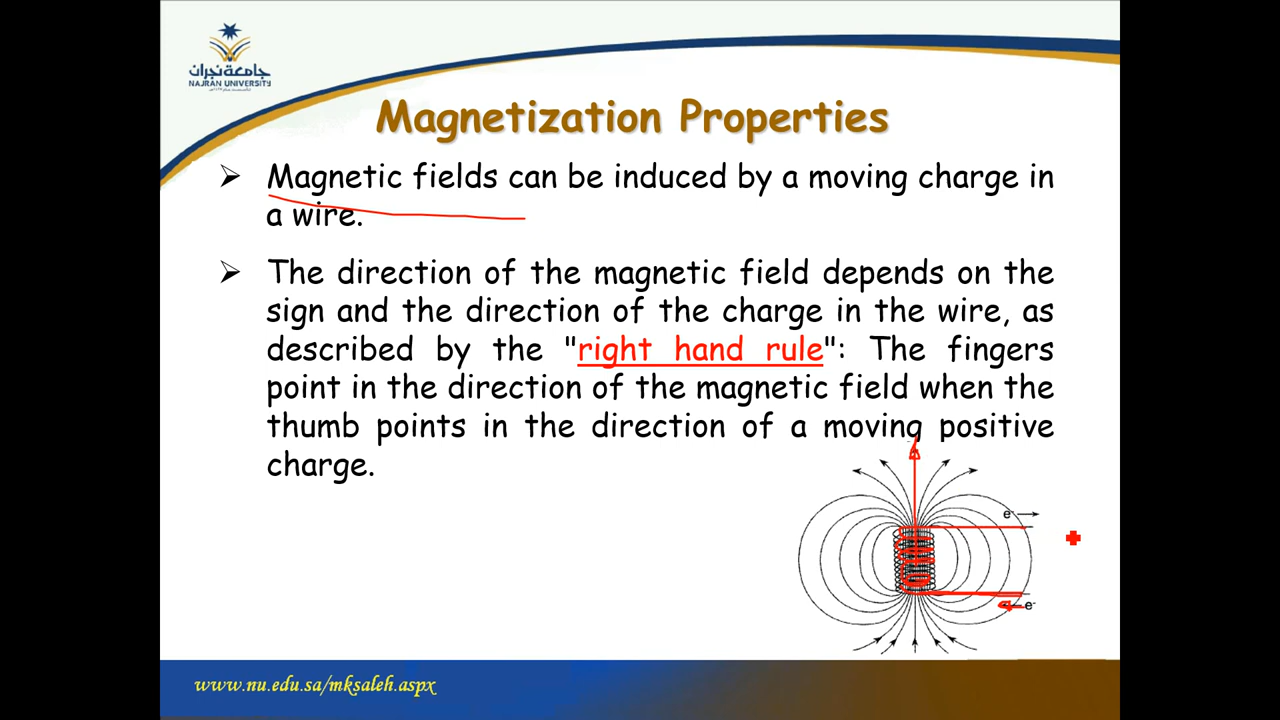 جامعة نجران
NAJRAN UNIVERSITY
Magnetization Properties
Magnetic fields can be induced by a moving charge in
a wire.
The direction of the magnetic field depends on the
sign and the direction of the charge in the wire, as
described by the "right hand rule": The fingers
point in the direction of the magnetic field when the
thumb points in the direction of a moving positive
charge.
e-
e-
www.nu.edu.sa/mksaleh.aspx